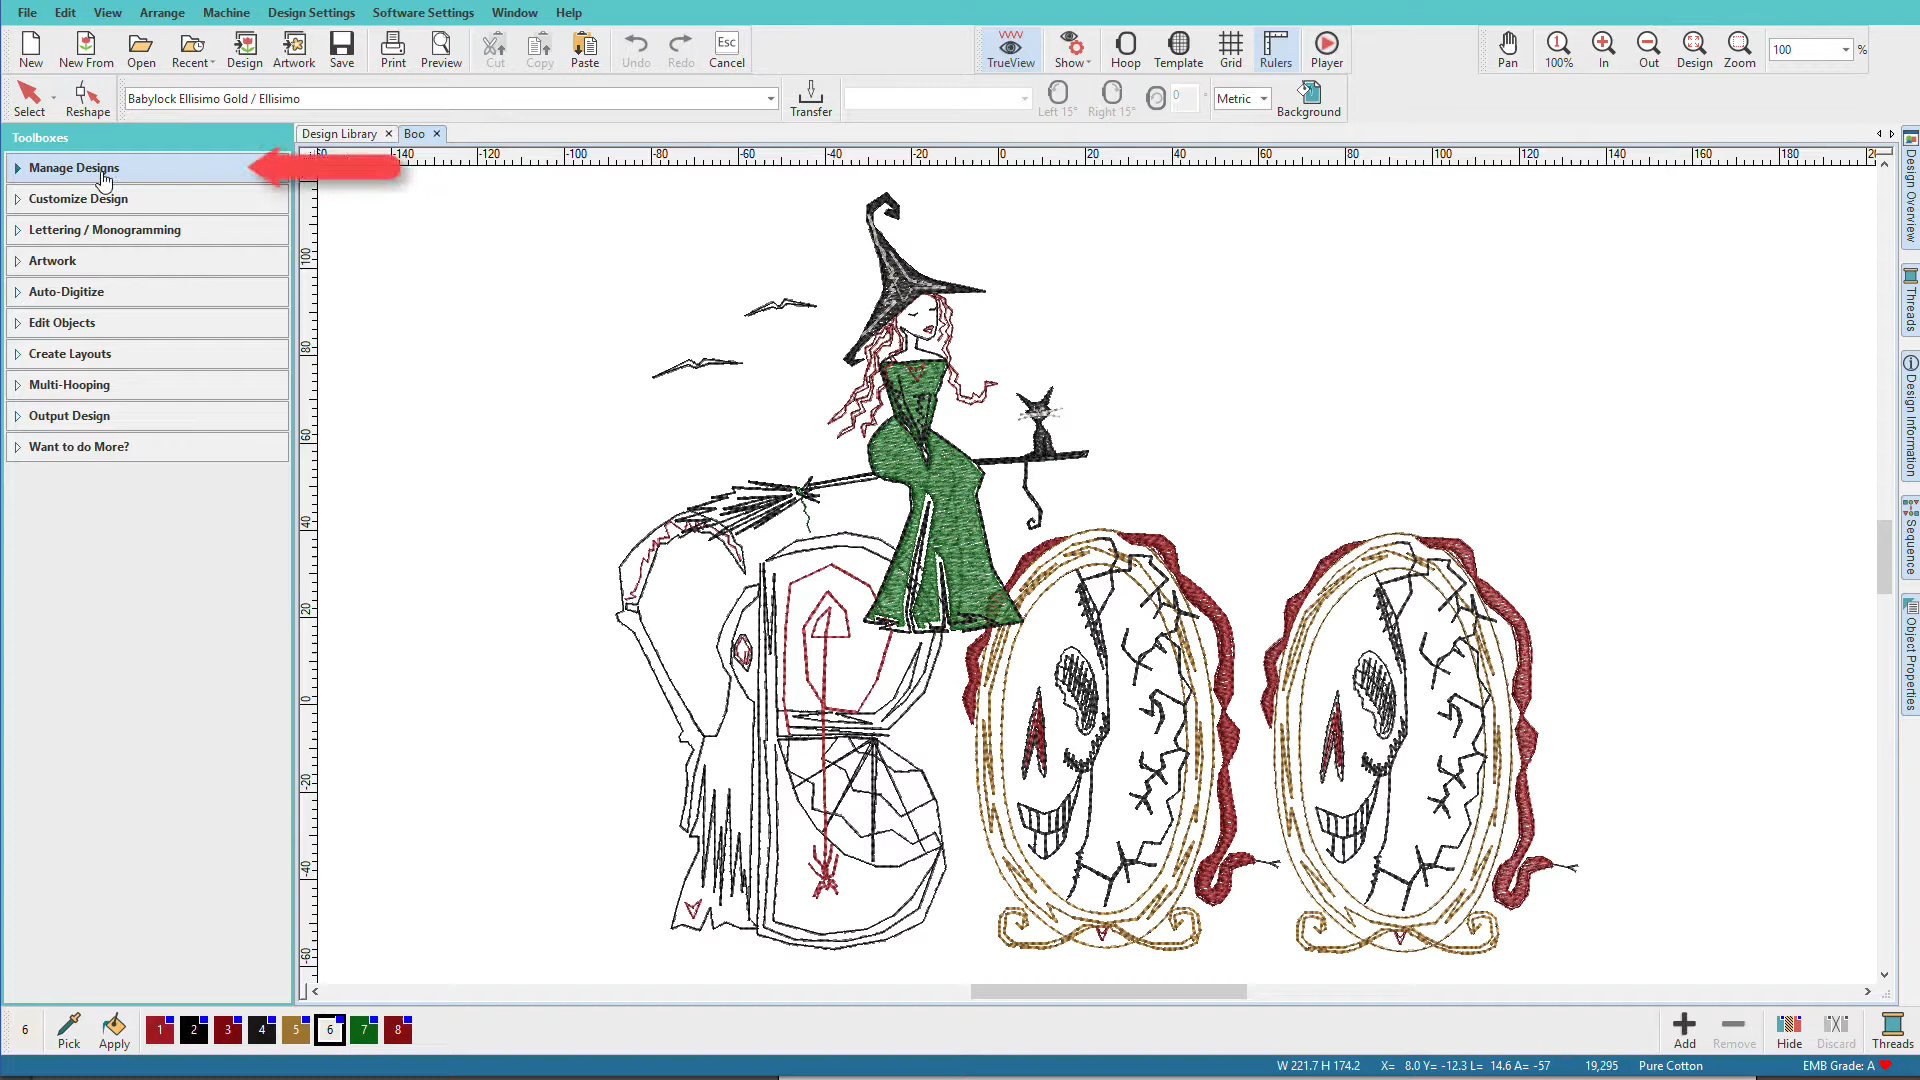 File Edit View Arrange Machine Design Settings Software Settings Window Help
New New From Open Recent Design Artwork Save Print Preview Cut Copy Paste Undo Redo Esc Cancel TrueView Show Hoop Template Grid Rulers Player Pan 1 100% In Out Design Zoom 100 %
Select Reshape Babylock Ellisimo Gold / Ellisimo Transfer Left 15° Right 15° 0 ° Metric Background
Toolboxes
Design Library Boo
Manage Designs
Customize Design
Lettering / Monogramming
Artwork
Auto-Digitize
Edit Objects
Create Layouts
Multi-Hooping
Output Design
Want to do More?
-140 -120 -100 -80 -60 -40 -20 0 20 40 60 80 100 120 140 160 180
100
80
60
40
20
0
-20
-40
-60
Design Overview
Threads
Design Information
Sequence
Object Properties
6 Pick Apply 1 2 3 4 5 6 7 8 Add Remove Hide Discard Threads
W 221.7 H 174.2 X= 8.0 Y= -12.3 L= 14.6 A= -57 19,295 Pure Cotton EMB Grade: A